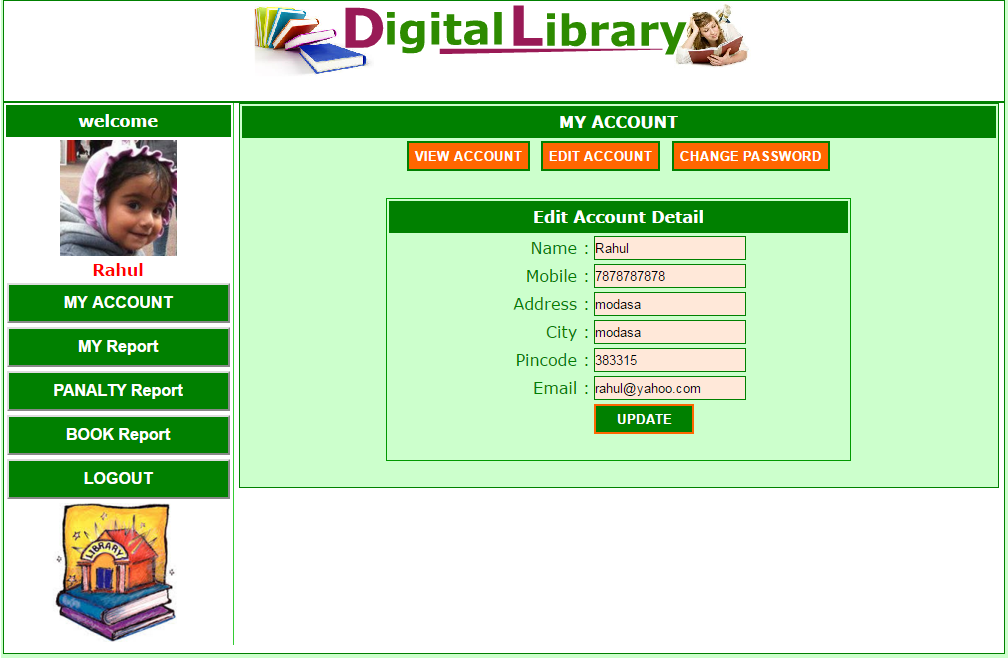 Digital Library
welcome
Rahul
MY ACCOUNT
MY Report
PANALTY Report
BOOK Report
LOGOUT
LIBRARY
MY ACCOUNT
VIEW ACCOUNT EDIT ACCOUNT CHANGE PASSWORD
Edit Account Detail
Name : Rahul
Mobile : 7878787878
Address : modasa
City : modasa
Pincode : 383315
Email : rahul@yahoo.com
UPDATE